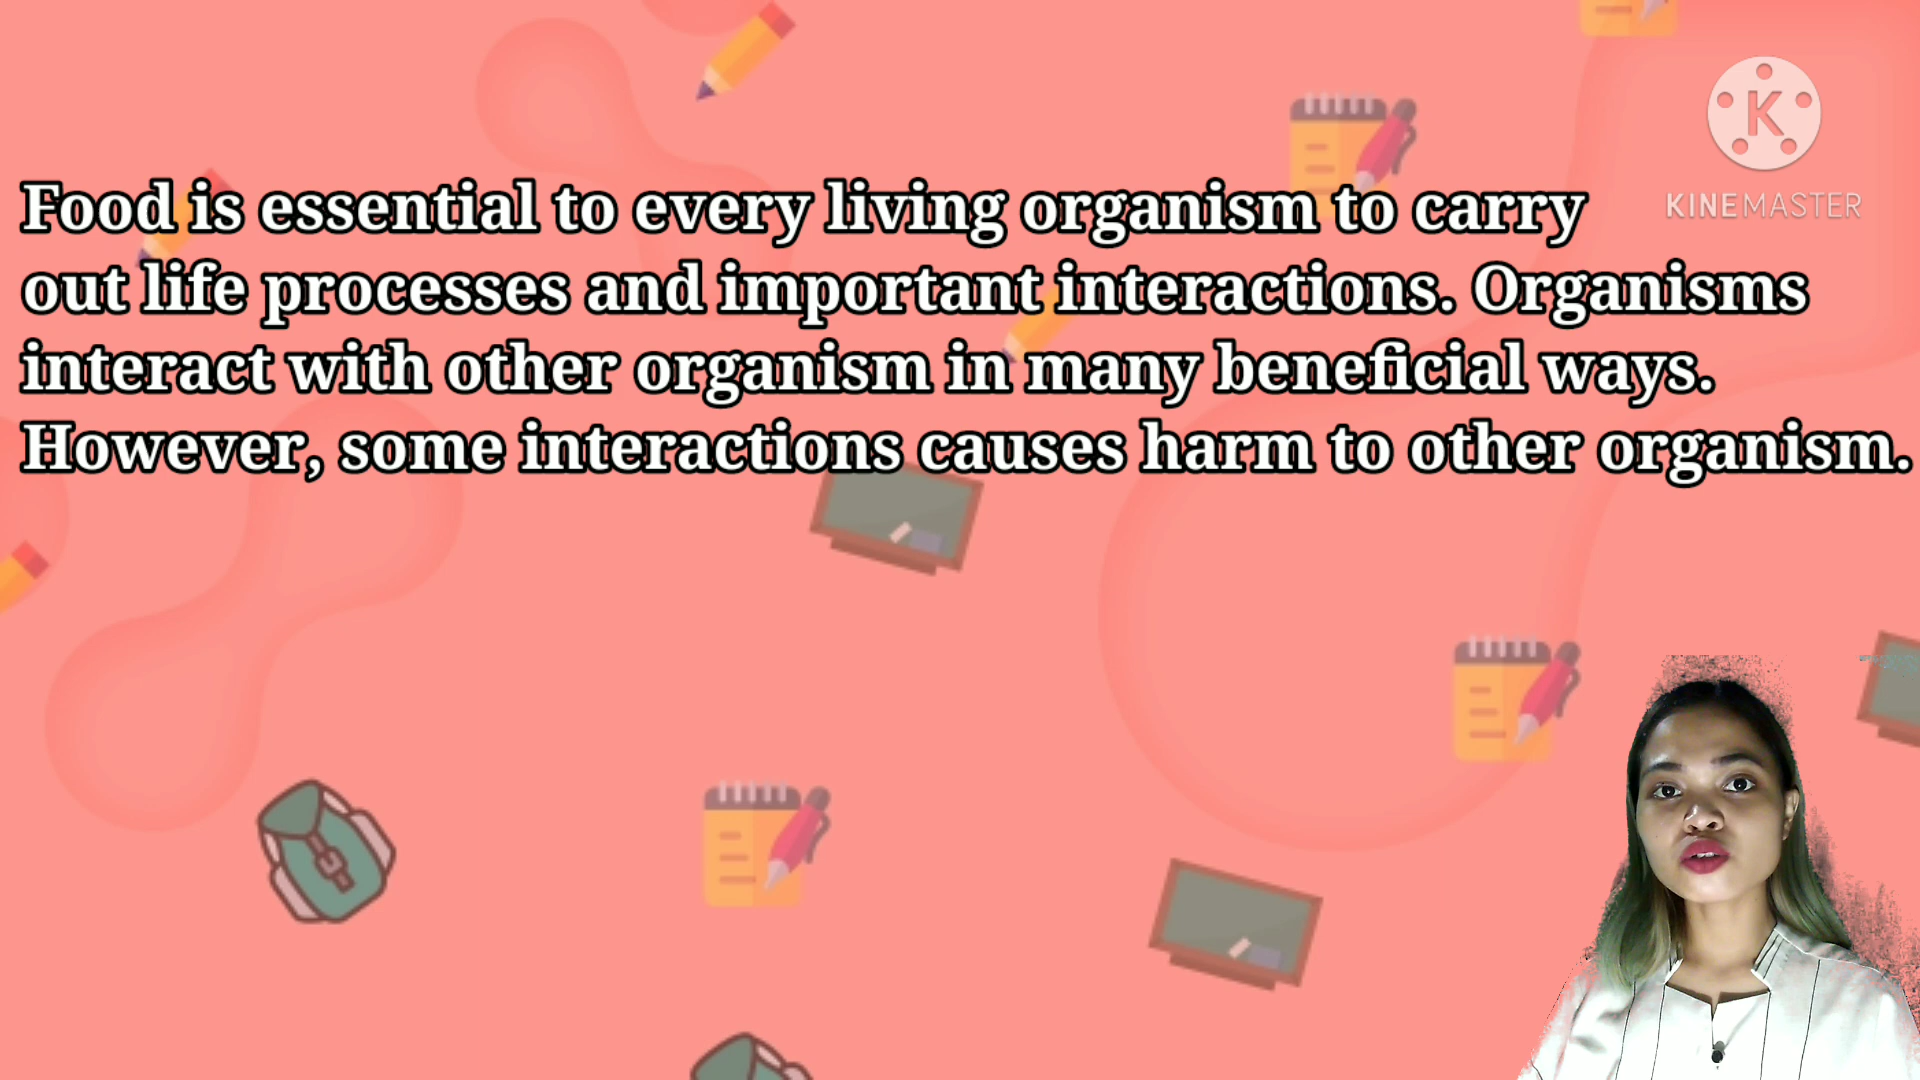 Food is essential to every living organism to carry
out life processes and important interactions. Organisms
interact with other organism in many beneficial ways.
However, some interactions causes harm to other organism.
K
KINEMASTER